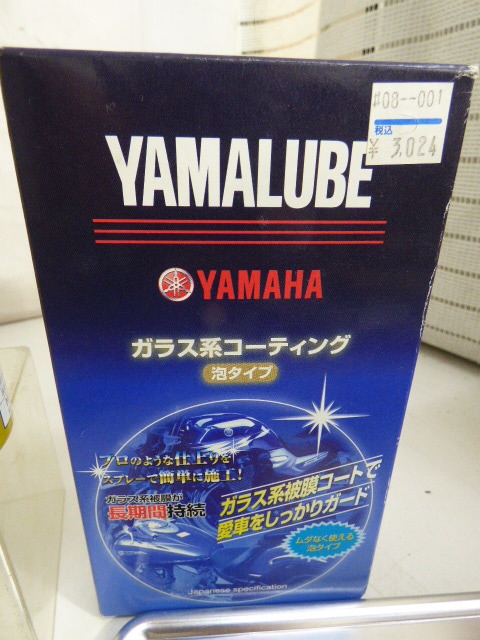 #08--001
税込
¥ 3,024
YAMALUBE
YAMAHA
ガラス系コーティング
泡タイプ
プロのような仕上りを
スプレーで簡単に施工!
ガラス系被膜が
長期間持続
ガラス系被膜コートで
愛車をしっかりガード
ムダなく使える
泡タイプ
Japanese specification